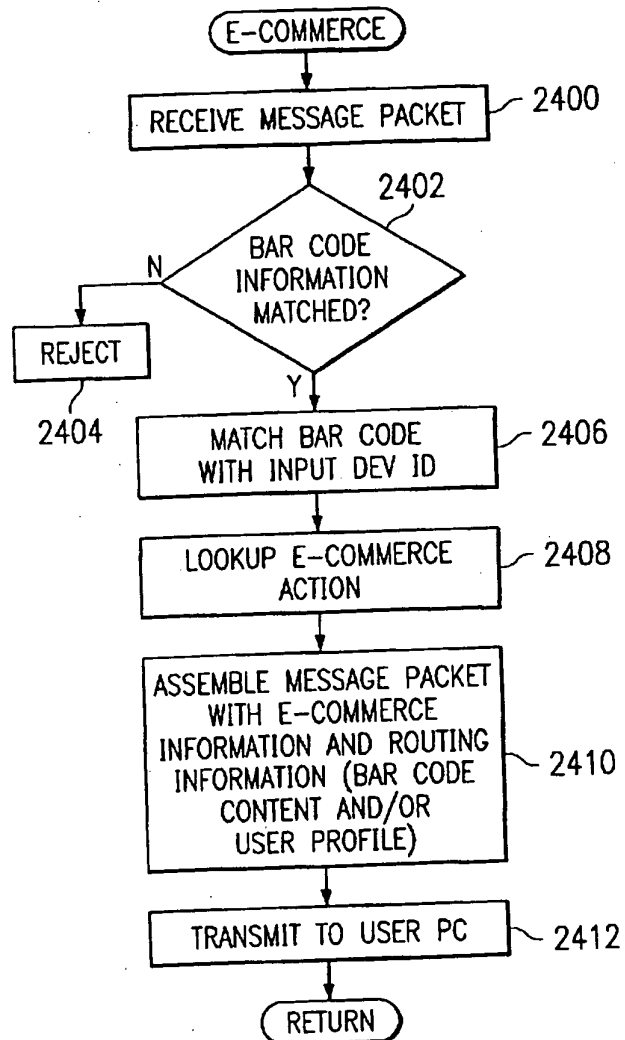 E-COMMERCE
RECEIVE MESSAGE PACKET
2400
2402
BAR CODE
INFORMATION
MATCHED?
N
REJECT
2404
Y
MATCH BAR CODE
WITH INPUT DEV ID
2406
LOOKUP E-COMMERCE
ACTION
2408
ASSEMBLE MESSAGE PACKET
WITH E-COMMERCE
INFORMATION AND ROUTING
INFORMATION (BAR CODE
CONTENT AND/OR
USER PROFILE)
2410
TRANSMIT TO USER PC
2412
RETURN